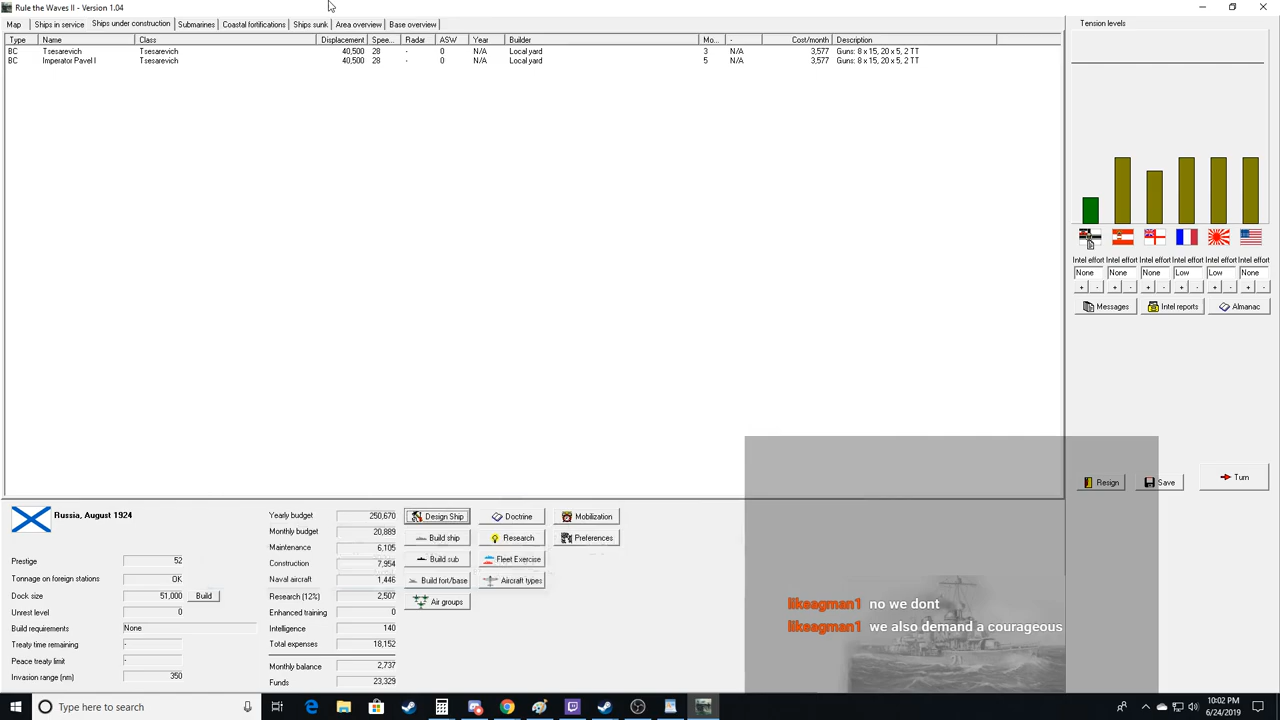 Rule the Waves II - Version 1.04
Map Ships in service Ships under construction Submarines Coastal fortifications Ships sunk Area overview Base overview
Type Name Class Displacement Spee... Radar ASW Year Builder Mo... - Cost/month Description
BC Tsesarevich Tsesarevich 40,500 28 - 0 N/A Local yard 3 N/A 3,577 Guns: 8 x 15, 20 x 5, 2 TT
BC Imperator Pavel I Tsesarevich 40,500 28 - 0 N/A Local yard 5 N/A 3,577 Guns: 8 x 15, 20 x 5, 2 TT
Tension levels
Intel effort Intel effort Intel effort Intel effort Intel effort Intel effort
None None None Low Low None
+ - + - + - + - + - + -
Messages Intel reports Almanac
Resign Save Turn
Russia, August 1924
Prestige 52
Tonnage on foreign stations OK
Dock size 51,000 Build
Unrest level 0
Build requirements None
Treaty time remaining -
Peace treaty limit -
Invasion range (nm) 350
Yearly budget 250,670
Monthly budget 20,889
Maintenance 6,105
Construction 7,954
Naval aircraft 1,446
Research (12%) 2,507
Enhanced training 0
Intelligence 140
Total expenses 18,152
Monthly balance 2,737
Funds 23,329
Design Ship Doctrine Mobilization
Build ship Research Preferences
Build sub Fleet Exercise
Build fort/base Aircraft types
Air groups
likeagman1 no we dont
likeagman1 we also demand a courageous
21
Type here to search
10:02 PM
6/24/2019